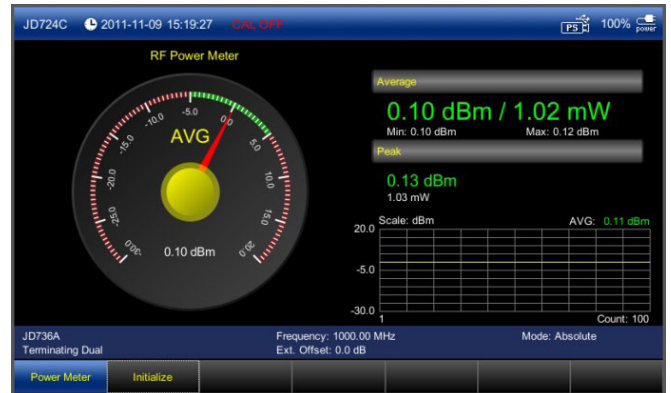 JD724C 2011-11-09 15:19:27 CAL OFF PS 100% power
RF Power Meter
Average
0.10 dBm / 1.02 mW
Min: 0.10 dBm Max: 0.12 dBm
Peak
0.13 dBm
1.03 mW
AVG
-30.0
-25.0
-20.0
-15.0
-10.0
-5.0
0.0
5.0
10.0
15.0
20.0
0.10 dBm
Scale: dBm AVG: 0.11 dBm
20.0
-5.0
-30.0
1 Count: 100
JD736A Frequency: 1000.00 MHz Mode: Absolute
Terminating Dual Ext. Offset: 0.0 dB
Power Meter Initialize